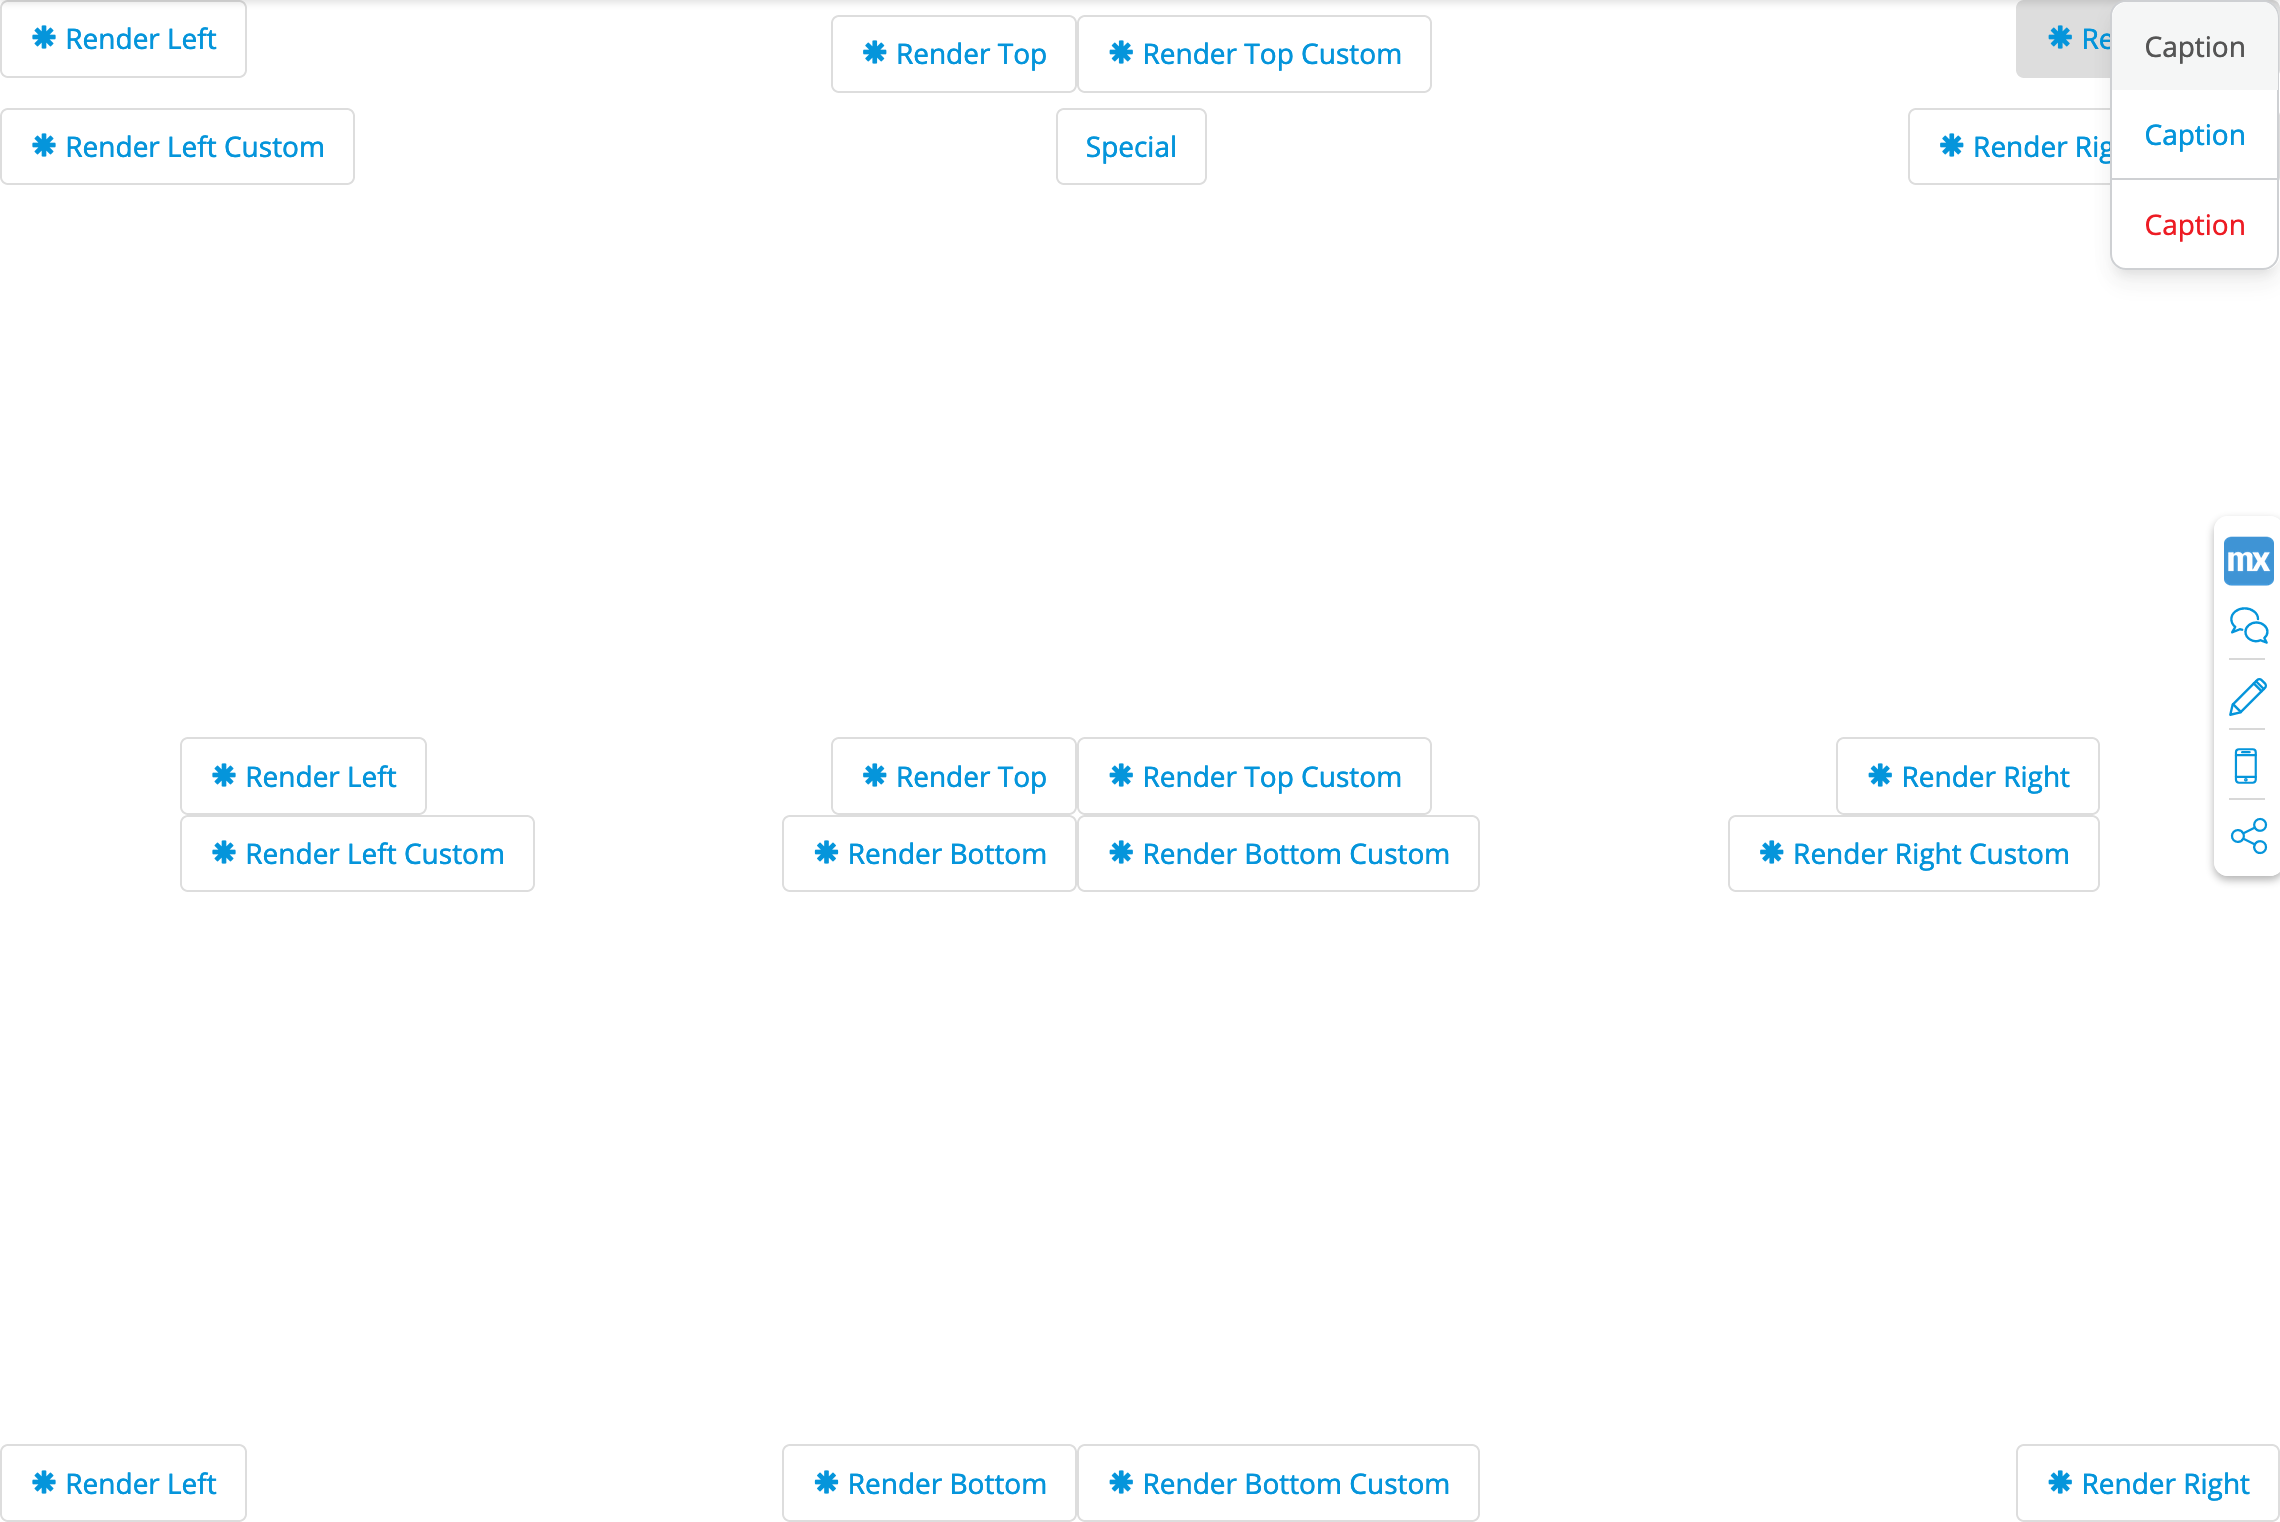 Render Left
Render Top
Render Top Custom
Re
Caption
Render Left Custom
Special
Render Rig
Caption
Caption
mx
Render Left
Render Top
Render Top Custom
Render Right
Render Left Custom
Render Bottom
Render Bottom Custom
Render Right Custom
Render Left
Render Bottom
Render Bottom Custom
Render Right